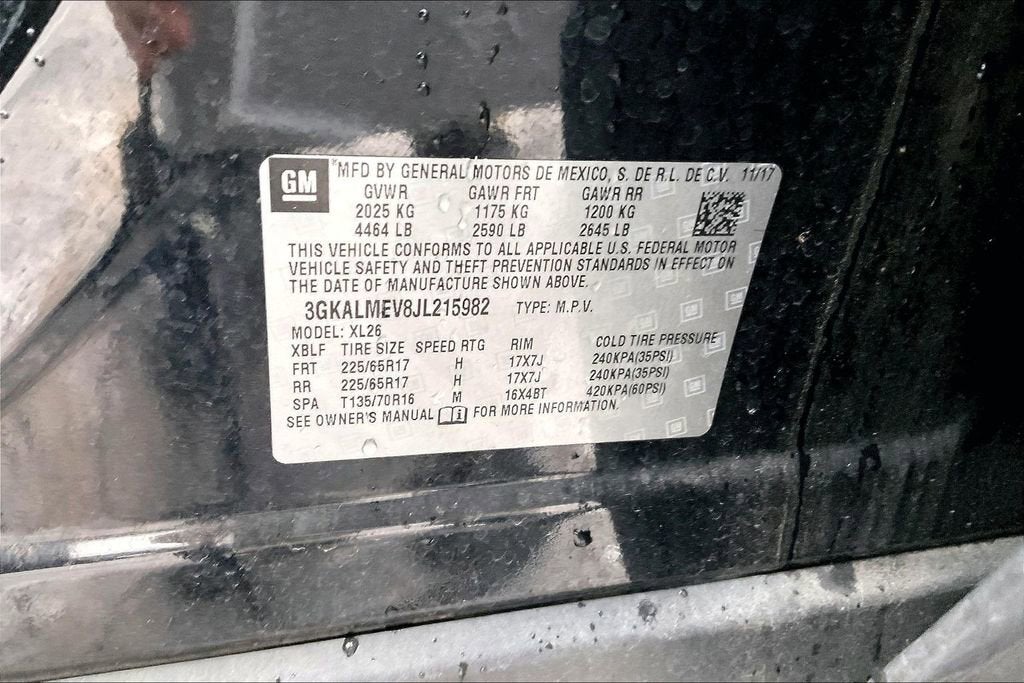 GM
*MFD BY GENERAL MOTORS DE MEXICO, S. DE R.L. DE C.V. 11/17
GVWR GAWR FRT GAWR RR
2025 KG 1175 KG 1200 KG
4464 LB 2590 LB 2645 LB
THIS VEHICLE CONFORMS TO ALL APPLICABLE U.S. FEDERAL MOTOR
VEHICLE SAFETY AND THEFT PREVENTION STANDARDS IN EFFECT ON
THE DATE OF MANUFACTURE SHOWN ABOVE.
3GKALMEV8JL215982 TYPE: M.P.V.
MODEL: XL26
XBLF TIRE SIZE SPEED RTG RIM COLD TIRE PRESSURE
FRT 225/65R17 H 17X7J 240KPA(35PSI)
RR 225/65R17 H 17X7J 240KPA(35PSI)
SPA T135/70R16 M 16X4BT 420KPA(60PSI)
SEE OWNER'S MANUAL i FOR MORE INFORMATION.